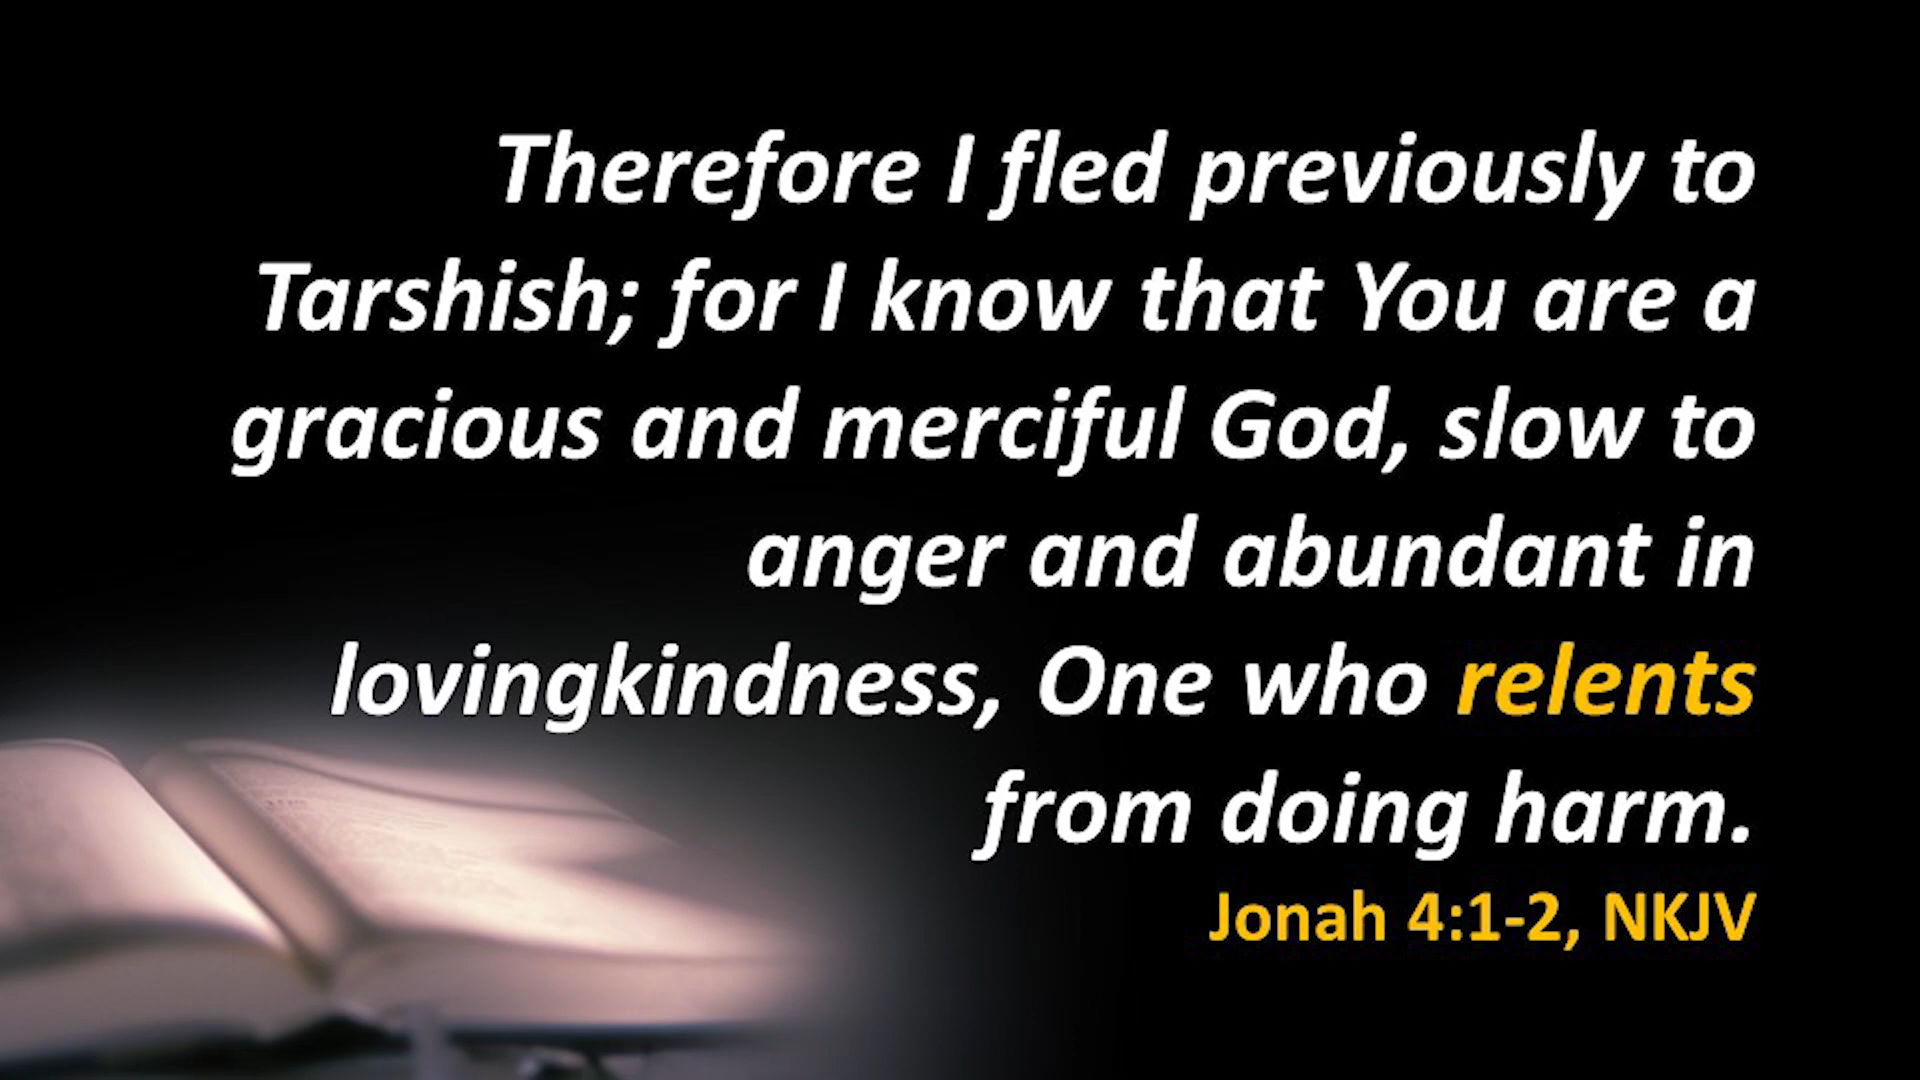 Therefore I fled previously to
Tarshish; for I know that You are a
gracious and merciful God, slow to
anger and abundant in
lovingkindness, One who relents
from doing harm.
Jonah 4:1-2, NKJV